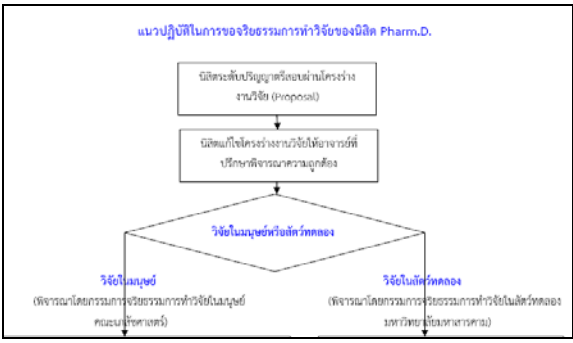 แนวปฏิบัติในการขอจริยธรรมการทำวิจัยของนิสิต Pharm.D.
นิสิตระดับปริญญาตรีสอบผ่านโครงร่าง
งานวิจัย (Proposal)
นิสิตแก้ไขโครงร่างงานวิจัยให้อาจารย์ที่
ปรึกษาพิจารณาความถูกต้อง
วิจัยในมนุษย์หรือสัตว์ทดลอง
วิจัยในมนุษย์
(พิจารณาโดยกรรมการจริยธรรมการทำวิจัยในมนุษย์
คณะเภสัชศาสตร์)
วิจัยในสัตว์ทดลอง
(พิจารณาโดยกรรมการจริยธรรมการทำวิจัยในสัตว์ทดลอง
มหาวิทยาลัยมหาสารคาม)